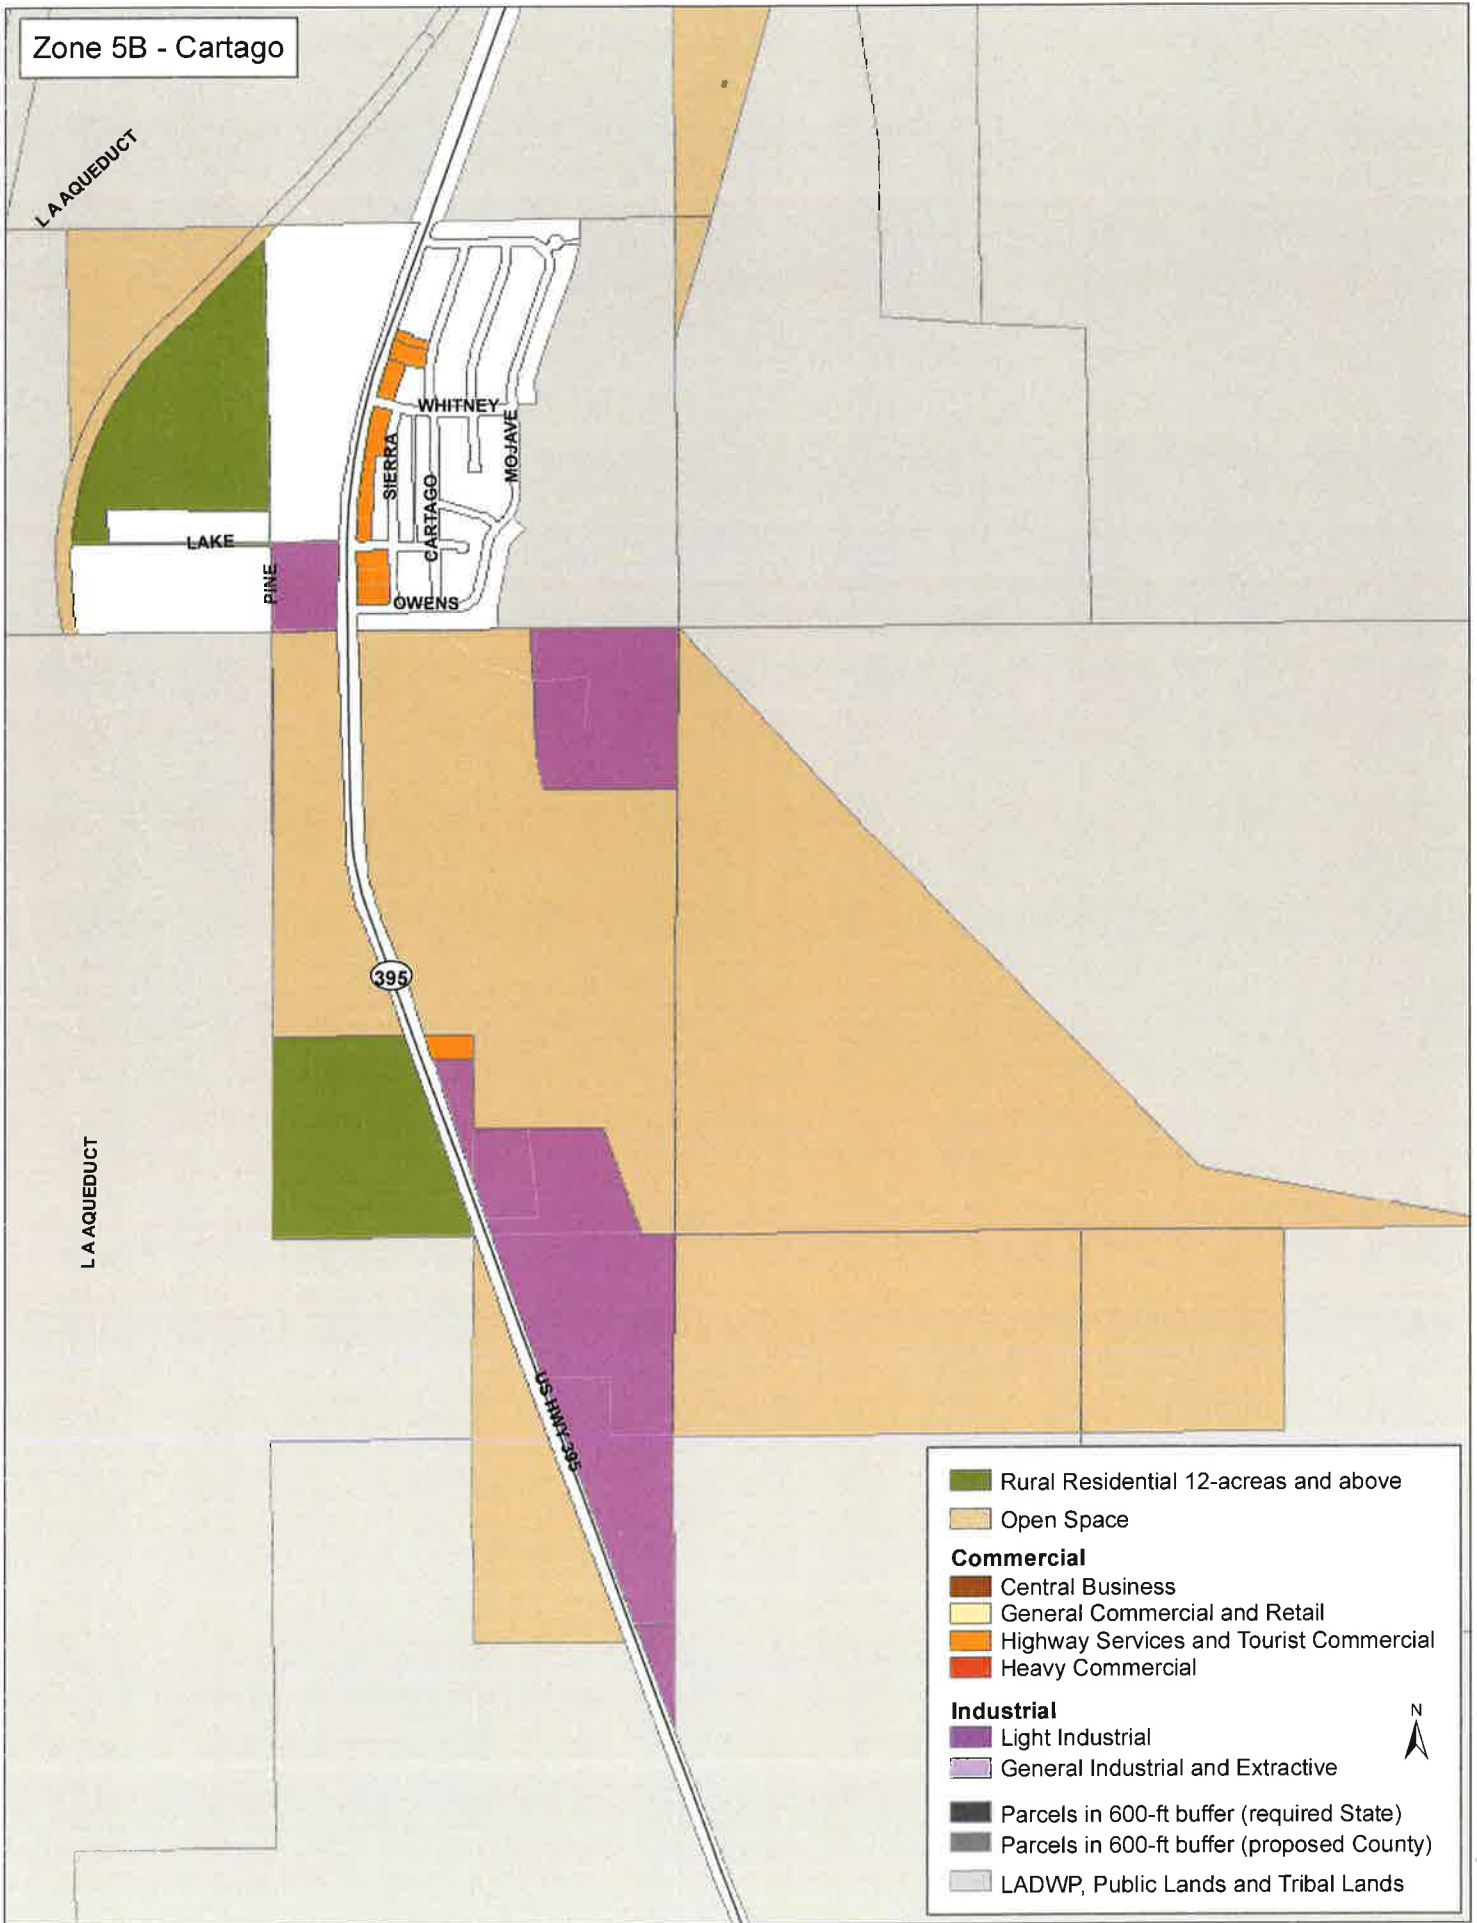 Zone 5B - Cartago
L A AQUEDUCT
WHITNEY
SIERRA
MOJAVE
CARTAGO
LAKE
PINE
OWENS
395
L A AQUEDUCT
US HWY 395
Rural Residential 12-acreas and above
Open Space
Commercial
Central Business
General Commercial and Retail
Highway Services and Tourist Commercial
Heavy Commercial
Industrial
N
Light Industrial
General Industrial and Extractive
Parcels in 600-ft buffer (required State)
Parcels in 600-ft buffer (proposed County)
LADWP, Public Lands and Tribal Lands